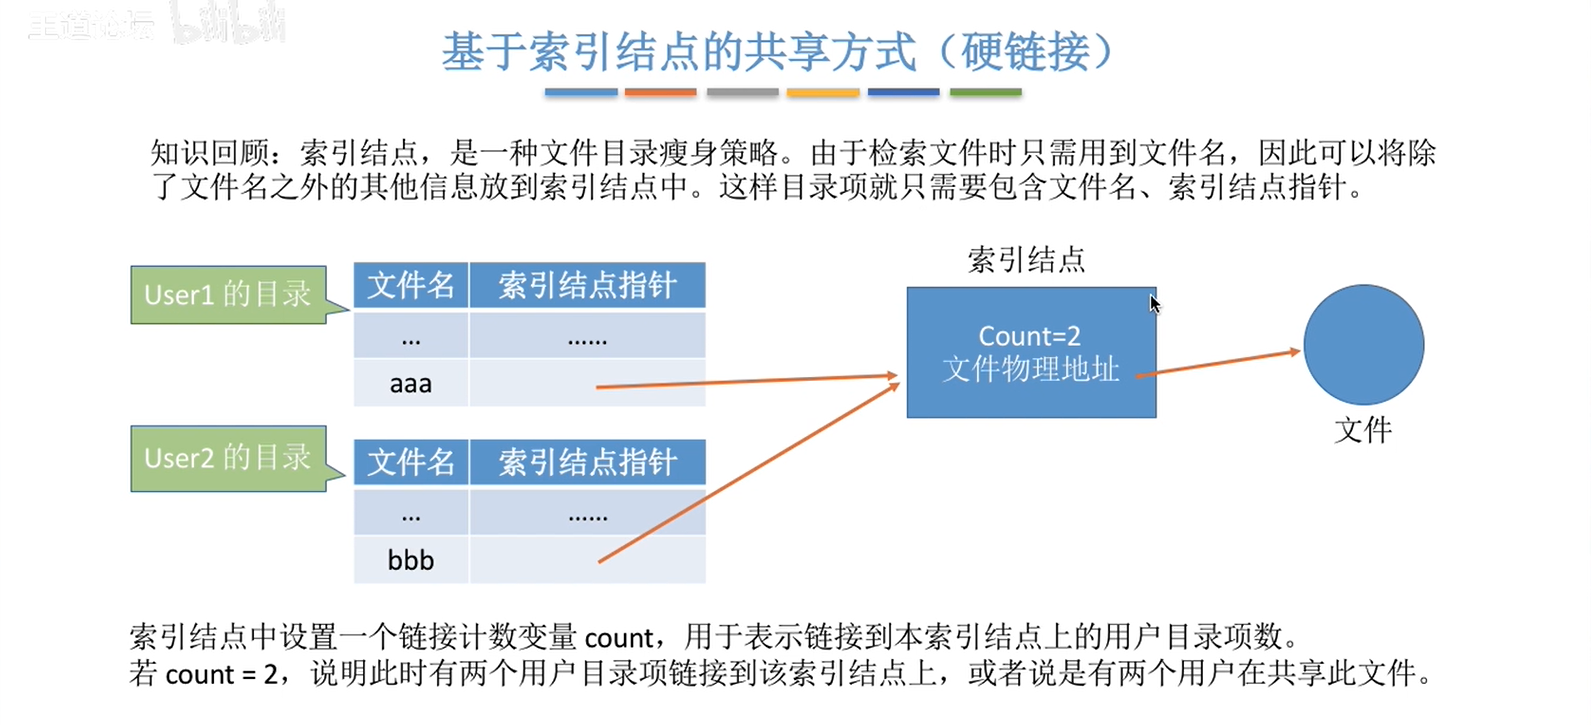 王道论坛 bilibili
基于索引结点的共享方式（硬链接）
知识回顾：索引结点，是一种文件目录瘦身策略。由于检索文件时只需用到文件名，因此可以将除
了文件名之外的其他信息放到索引结点中。这样目录项就只需要包含文件名、索引结点指针。
User1 的目录
文件名 索引结点指针
... ......
aaa
User2 的目录
文件名 索引结点指针
... ......
bbb
索引结点
Count=2
文件物理地址
文件
索引结点中设置一个链接计数变量 count，用于表示链接到本索引结点上的用户目录项数。
若 count = 2，说明此时有两个用户目录项链接到该索引结点上，或者说是有两个用户在共享此文件。